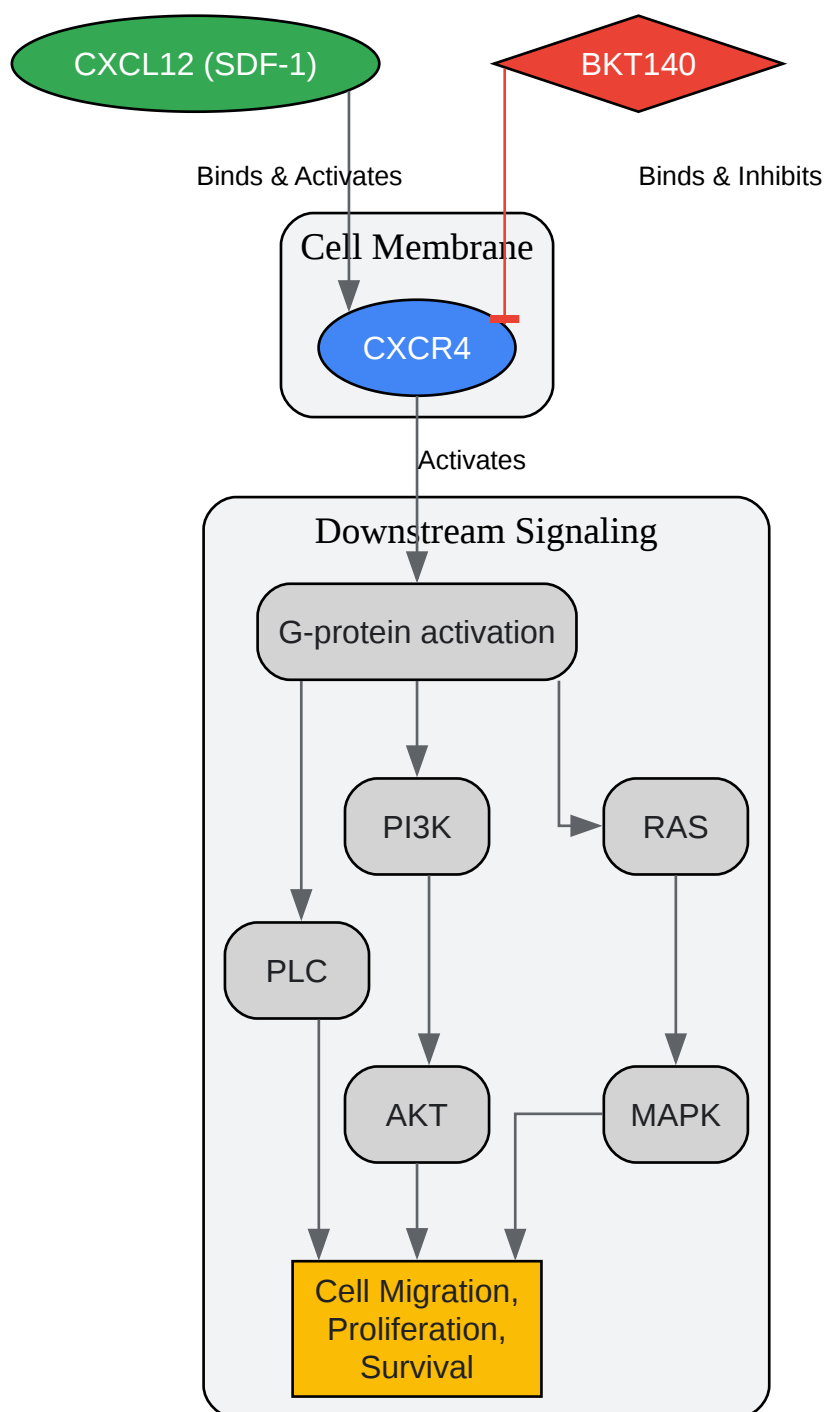 CXCL12 (SDF-1)
BKT140
Binds & Activates
Binds & Inhibits
Cell Membrane
CXCR4
Activates
Downstream Signaling
G-protein activation
PI3K
RAS
PLC
AKT
MAPK
Cell Migration,
Proliferation,
Survival